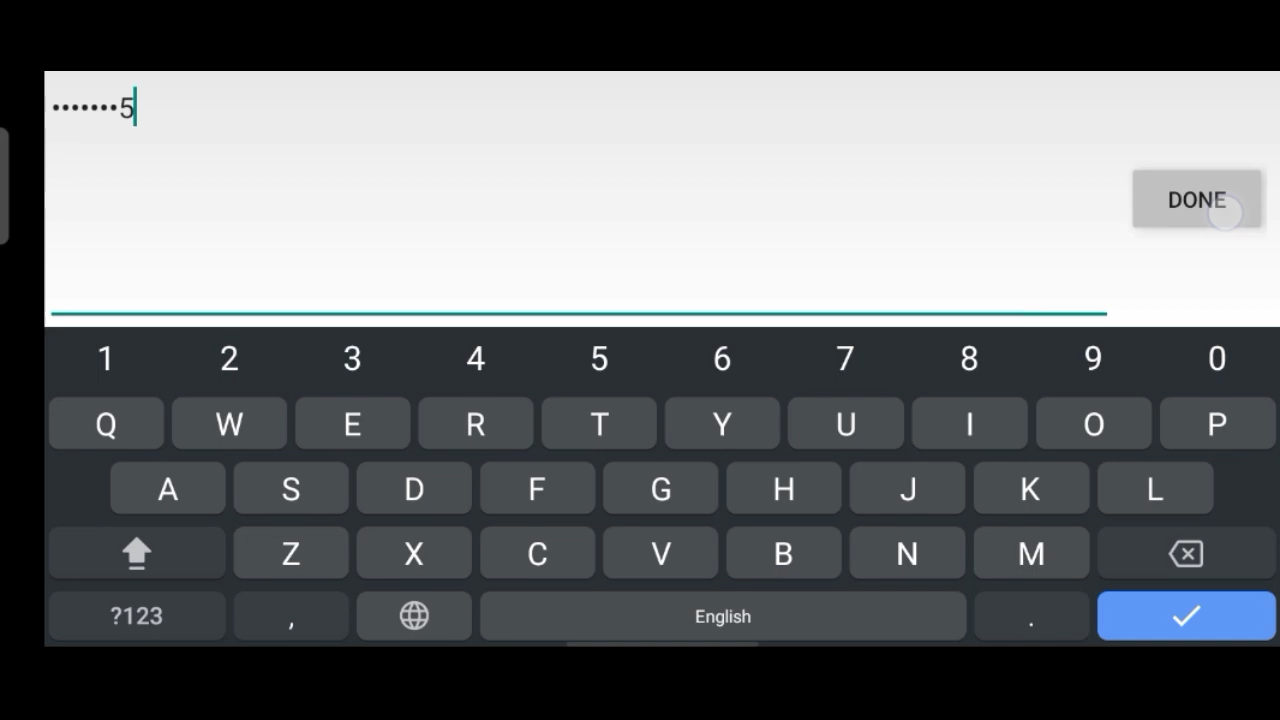 •••••••5
DONE
1 2 3 4 5 6 7 8 9 0
Q W E R T Y U I O P
A S D F G H J K L
Z X C V B N M
?123 , English .